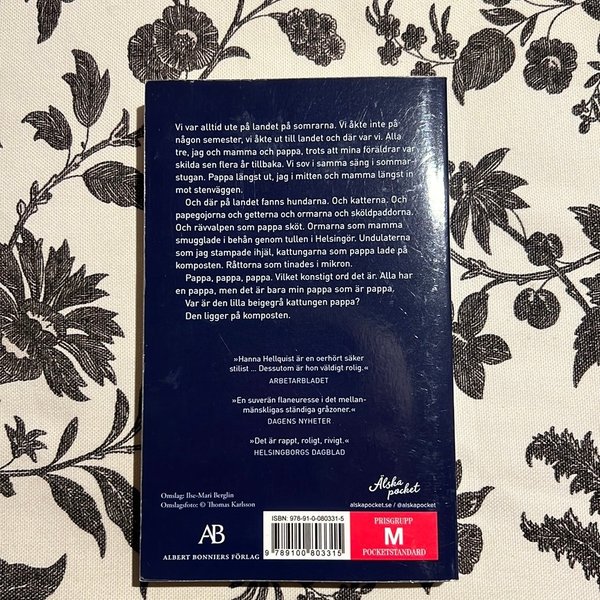 Vi var alltid ute på landet på somrarna. Vi åkte inte på
någon semester, vi åkte ut till landet och där var vi. Alla
tre, jag och mamma och pappa, trots att mina föräldrar var
skilda sen flera år tillbaka. Vi sov i samma säng i sommar-
stugan. Pappa längst ut, jag i mitten och mamma längst in
mot stenväggen.
Och där på landet fanns hundarna. Och katterna. Och
papegojorna och getterna och ormarna och sköldpaddorna.
Och rävvalpen som pappa sköt. Ormarna som mamma
smugglade i behån genom tullen i Helsingör. Undulaterna
som jag stampade ihjäl, kattungarna som pappa lade på
komposten. Råttorna som tinades i mikron.
Pappa, pappa, pappa. Vilket konstigt ord det är. Alla har
en pappa, men det är bara min pappa som är pappa.
Var är den lilla beigegrå kattungen pappa?
Den ligger på komposten.
»Hanna Hellquist är en oerhört säker
stilist ... Dessutom är hon väldigt rolig.«
ARBETARBLADET
»En suverän flaneuresse i det mellan-
mänskligas ständiga gråzoner.«
DAGENS NYHETER
»Det är rappt, roligt, rivigt.«
HELSINGBORGS DAGBLAD
Älska
pocket
alskapocket.se / @alskapocket
Omslag: Ilse-Mari Berglin
Omslagsfoto: © Thomas Karlsson
AB
ALBERT BONNIERS FÖRLAG
ISBN: 978-91-0-080331-5
9 789100 803315
PRISGRUPP
M
POCKETSTANDARD